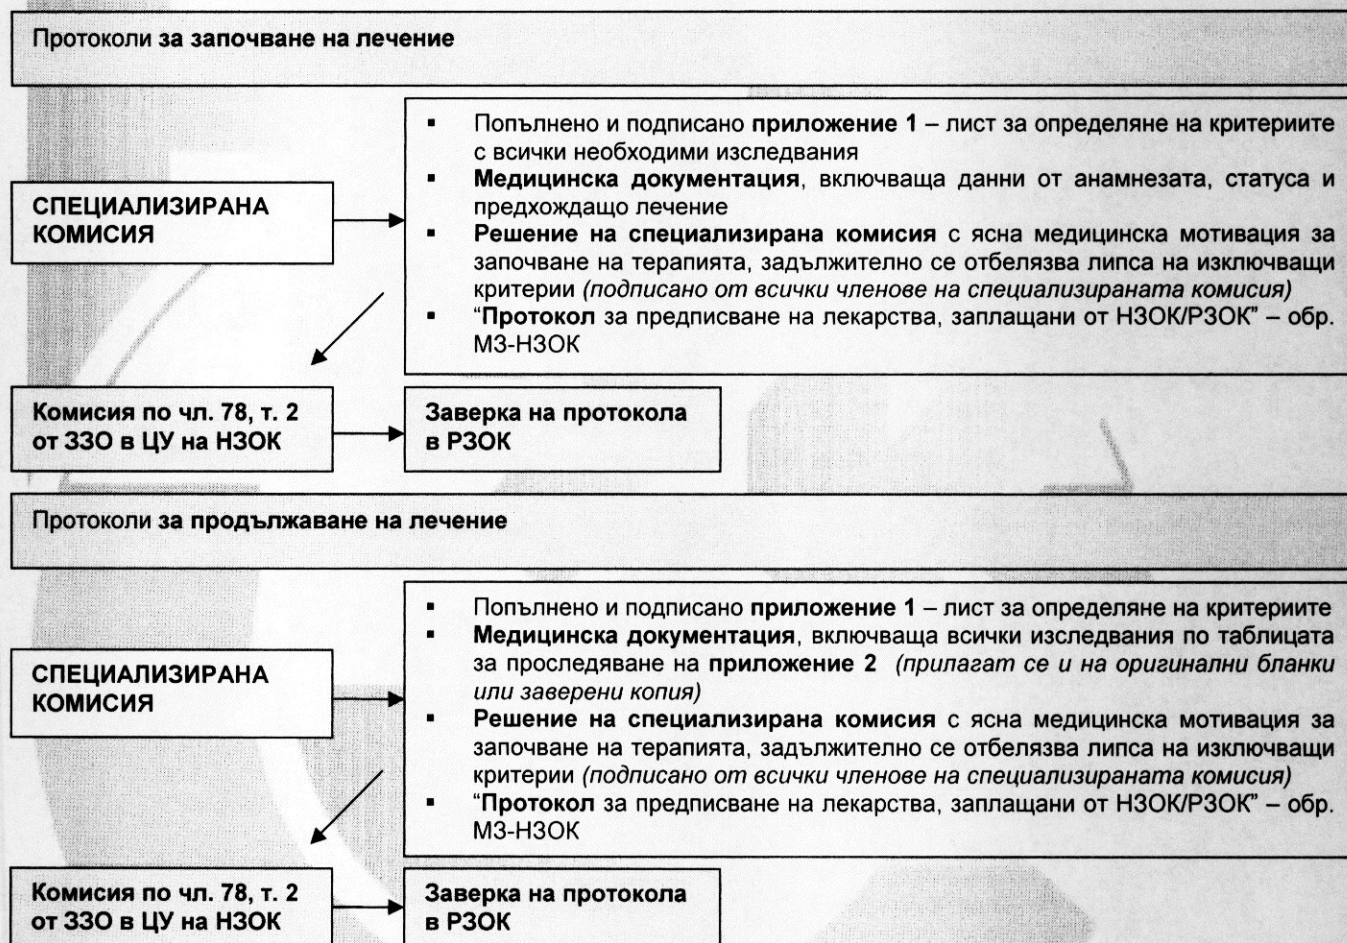 Протоколи за започване на лечение
▪ Попълнено и подписано приложение 1 – лист за определяне на критериите
с всички необходими изследвания
▪ Медицинска документация, включваща данни от анамнезата, статуса и
предхождащо лечение
▪ Решение на специализирана комисия с ясна медицинска мотивация за
започване на терапията, задължително се отбелязва липса на изключващи
критерии (подписано от всички членове на специализираната комисия)
▪ "Протокол за предписване на лекарства, заплащани от НЗОК/РЗОК" – обр.
МЗ-НЗОК
СПЕЦИАЛИЗИРАНА
КОМИСИЯ
Комисия по чл. 78, т. 2
от ЗЗО в ЦУ на НЗОК
Заверка на протокола
в РЗОК
Протоколи за продължаване на лечение
▪ Попълнено и подписано приложение 1 – лист за определяне на критериите
▪ Медицинска документация, включваща всички изследвания по таблицата
за проследяване на приложение 2 (прилагат се и на оригинални бланки
или заверени копия)
▪ Решение на специализирана комисия с ясна медицинска мотивация за
започване на терапията, задължително се отбелязва липса на изключващи
критерии (подписано от всички членове на специализираната комисия)
▪ "Протокол за предписване на лекарства, заплащани от НЗОК/РЗОК" – обр.
МЗ-НЗОК
СПЕЦИАЛИЗИРАНА
КОМИСИЯ
Комисия по чл. 78, т. 2
от ЗЗО в ЦУ на НЗОК
Заверка на протокола
в РЗОК